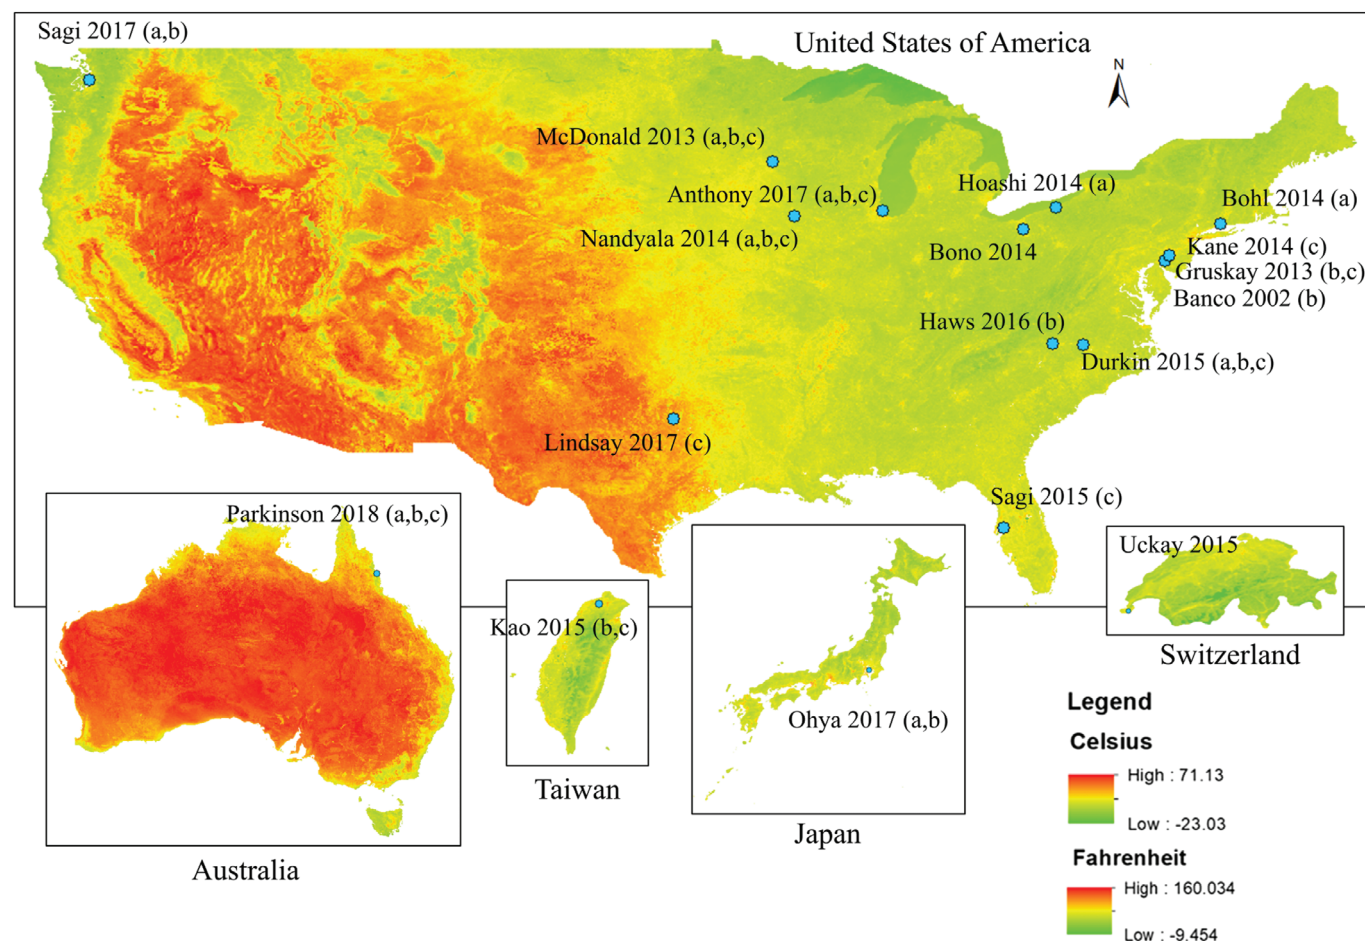 Sagi 2017 (a,b)
United States of America
N
McDonald 2013 (a,b,c)
Anthony 2017 (a,b,c)
Nandyala 2014 (a,b,c)
Hoashi 2014 (a)
Bono 2014
Bohl 2014 (a)
Kane 2014 (c)
Gruskay 2013 (b,c)
Banco 2002 (b)
Haws 2016 (b)
Durkin 2015 (a,b,c)
Lindsay 2017 (c)
Sagi 2015 (c)
Parkinson 2018 (a,b,c)
Australia
Kao 2015 (b,c)
Taiwan
Ohya 2017 (a,b)
Japan
Uckay 2015
Switzerland
Legend
Celsius
High : 71.13
Low : -23.03
Fahrenheit
High : 160.034
Low : -9.454